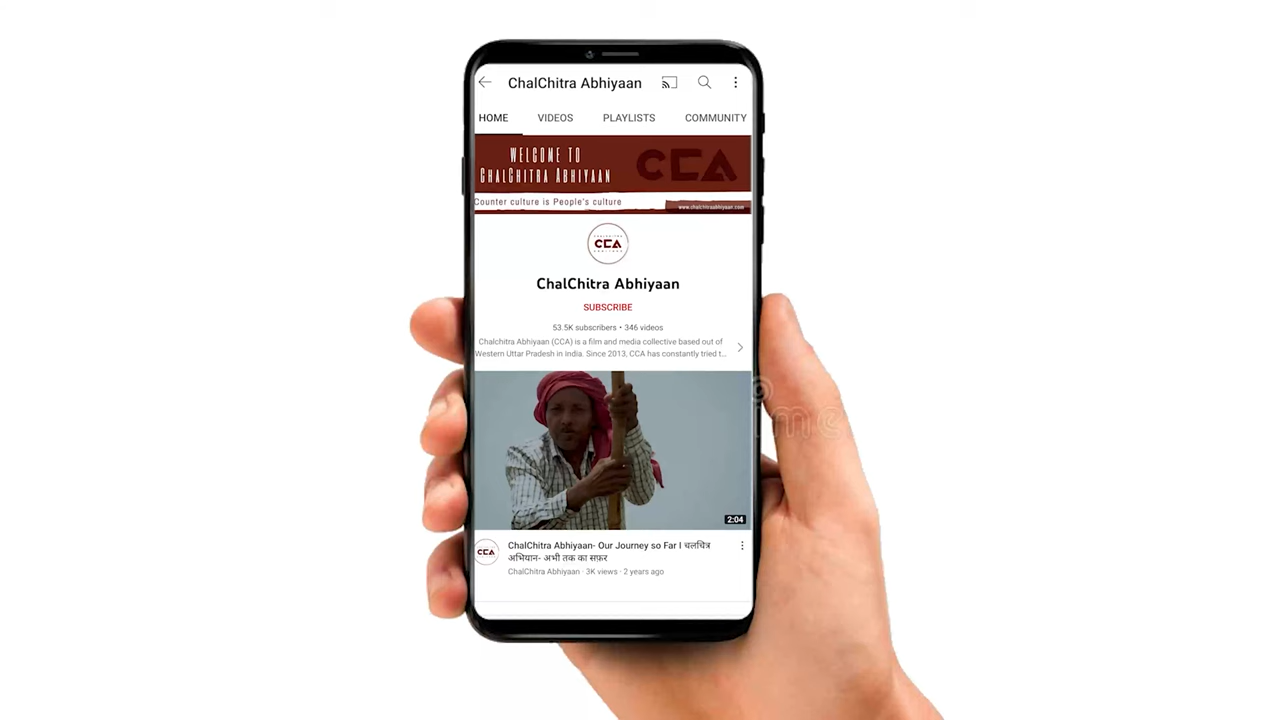 ChalChitra Abhiyaan
HOME VIDEOS PLAYLISTS COMMUNITY
WELCOME TO
CHALCHITRA ABHIYAAN
CCA
Counter culture is People's culture
www.chalchitraabhiyaan.com
CCA
ChalChitra Abhiyaan
SUBSCRIBE
53.5K subscribers • 346 videos
Chalchitra Abhiyaan (CCA) is a film and media collective based out of
Western Uttar Pradesh in India. Since 2013, CCA has constantly tried t...
2:04
CCA
ChalChitra Abhiyaan- Our Journey so Far I चलचित्र
अभियान- अभी तक का सफ़र
ChalChitra Abhiyaan · 3K views · 2 years ago